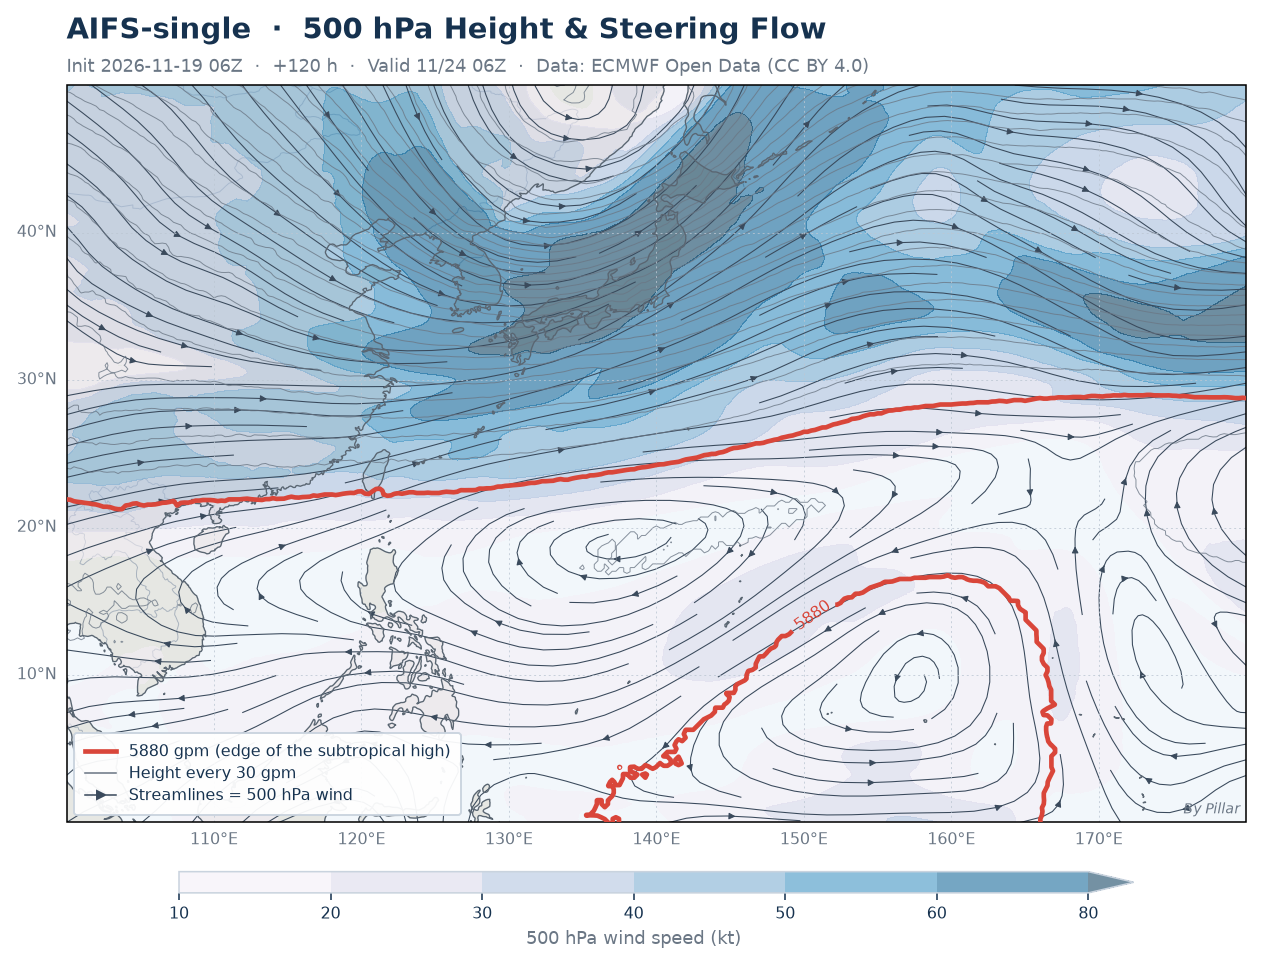 AIFS-single · 500 hPa Height & Steering Flow
Init 2026-11-19 06Z · +120 h · Valid 11/24 06Z · Data: ECMWF Open Data (CC BY 4.0)
40°N
30°N
20°N
10°N
5880
5880 gpm (edge of the subtropical high)
Height every 30 gpm
Streamlines = 500 hPa wind
By Pillar
110°E 120°E 130°E 140°E 150°E 160°E 170°E
10 20 30 40 50 60 80
500 hPa wind speed (kt)